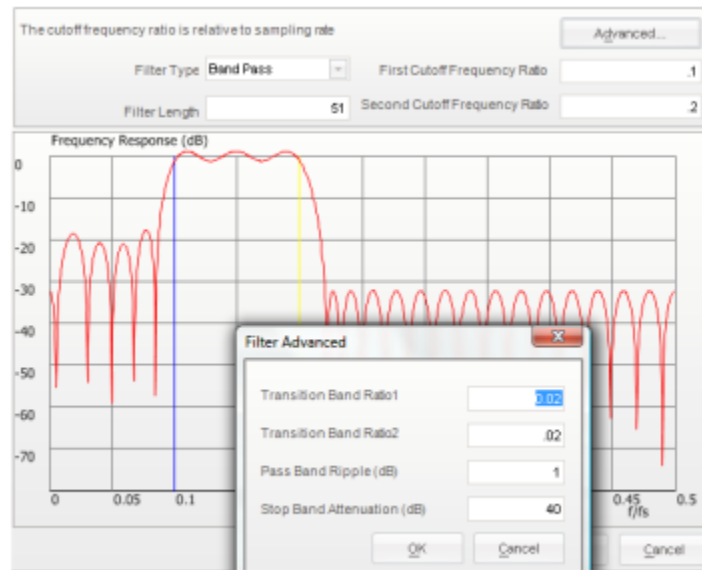 The cutoff frequency ratio is relative to sampling rate
Advanced...
Filter Type Band Pass
First Cutoff Frequency Ratio .1
Filter Length 51
Second Cutoff Frequency Ratio .2
Frequency Response (dB)
0
-10
-20
-30
-40
-50
-60
-70
0 0.05 0.1 0.45 0.5
f/fs
Filter Advanced
Transition Band Ratio1 0.02
Transition Band Ratio2 .02
Pass Band Ripple (dB) 1
Stop Band Attenuation (dB) 40
OK Cancel
Cancel